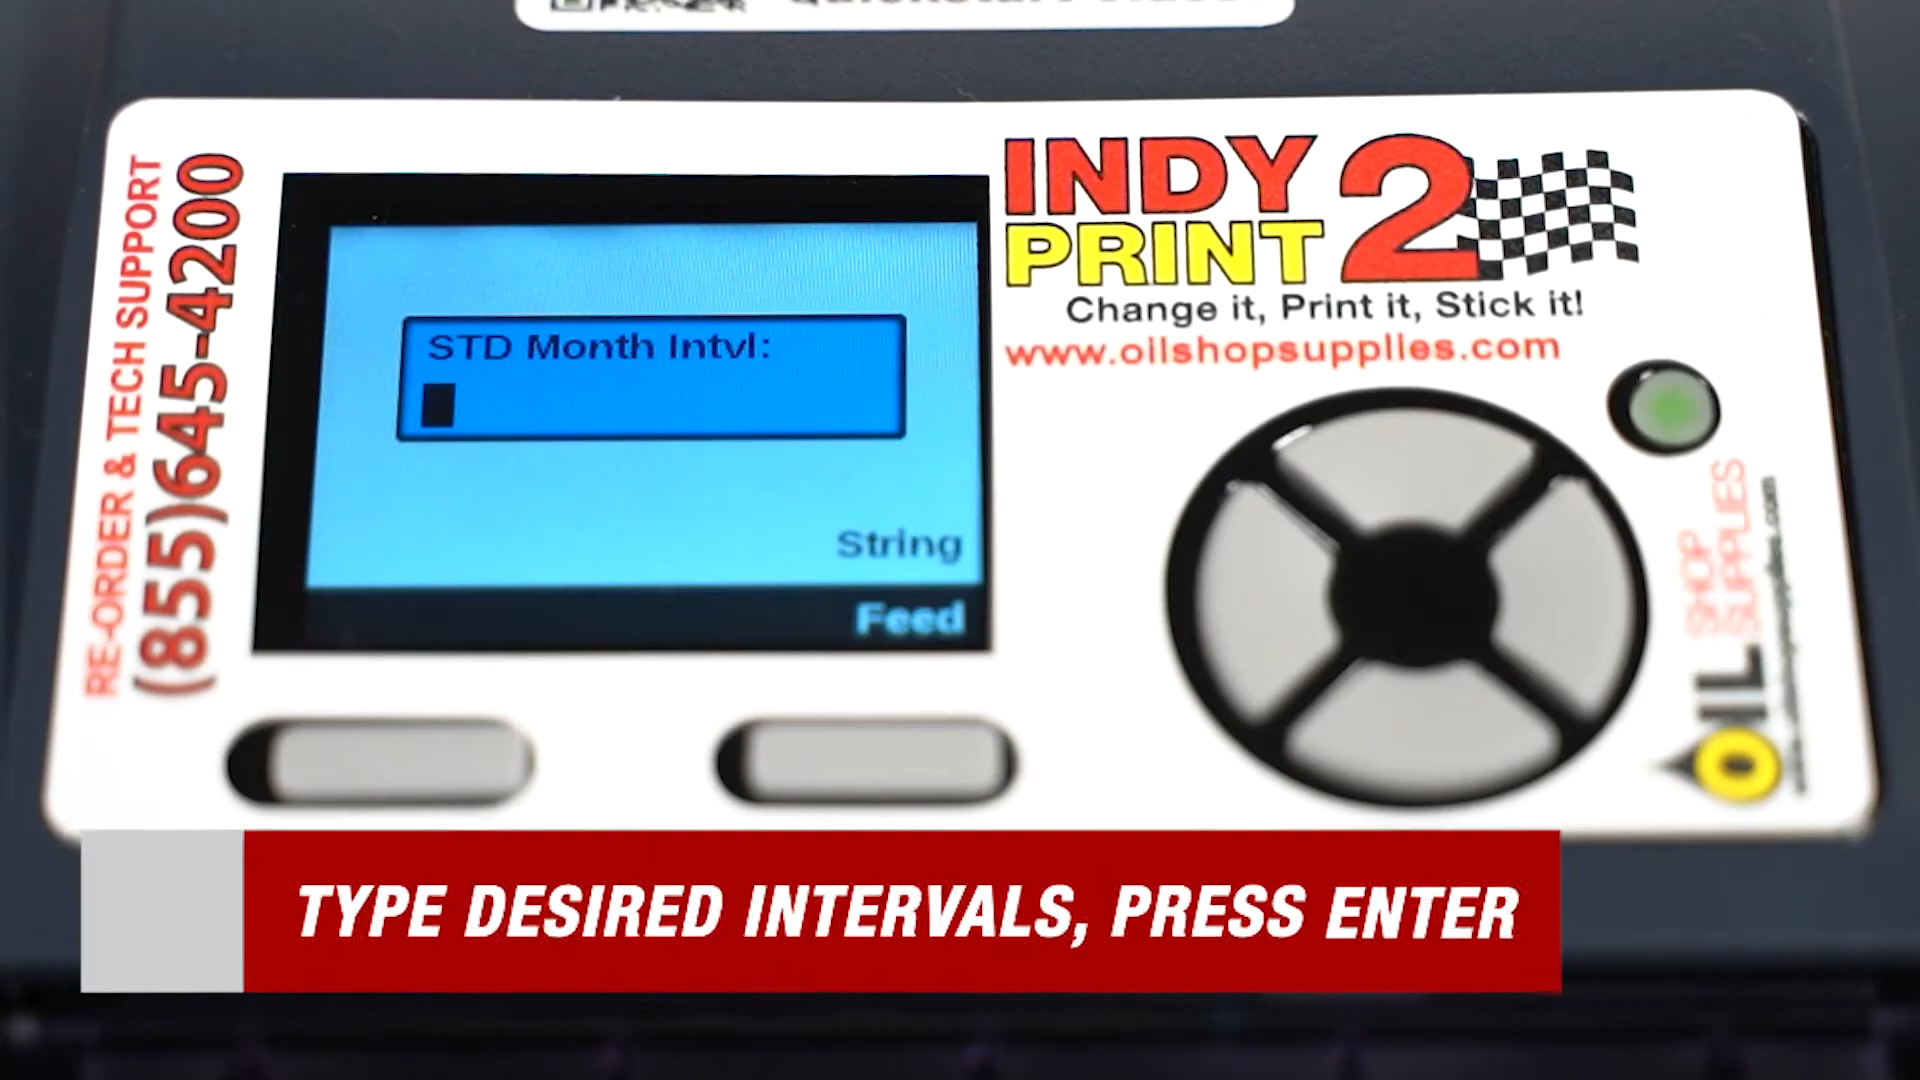 RE-ORDER & TECH SUPPORT
(855)645-4200
STD Month Intvl:
String
Feed
INDY
PRINT 2
Change it, Print it, Stick it!
www.oilshopsupplies.com
OIL
SHOP
SUPPLIES
TYPE DESIRED INTERVALS, PRESS ENTER